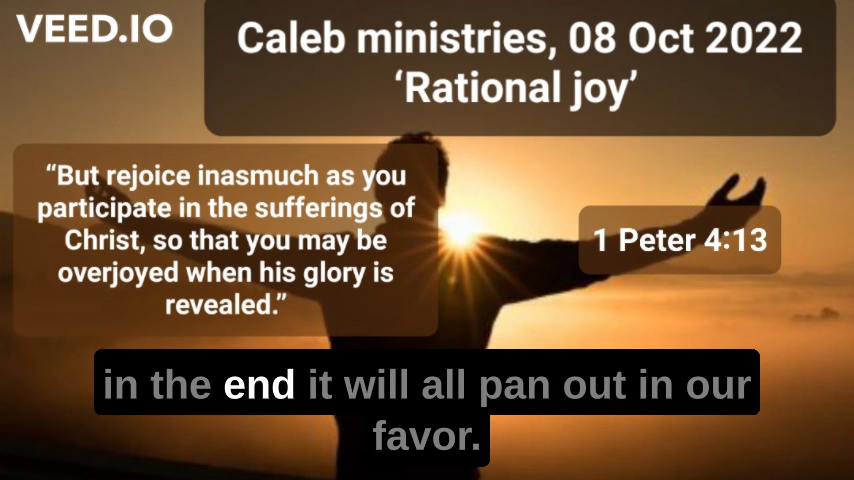 VEED.IO
Caleb ministries, 08 Oct 2022
‘Rational joy’
“But rejoice inasmuch as you
participate in the sufferings of
Christ, so that you may be
overjoyed when his glory is
revealed.”
1 Peter 4:13
in the end it will all pan out in our
favor.